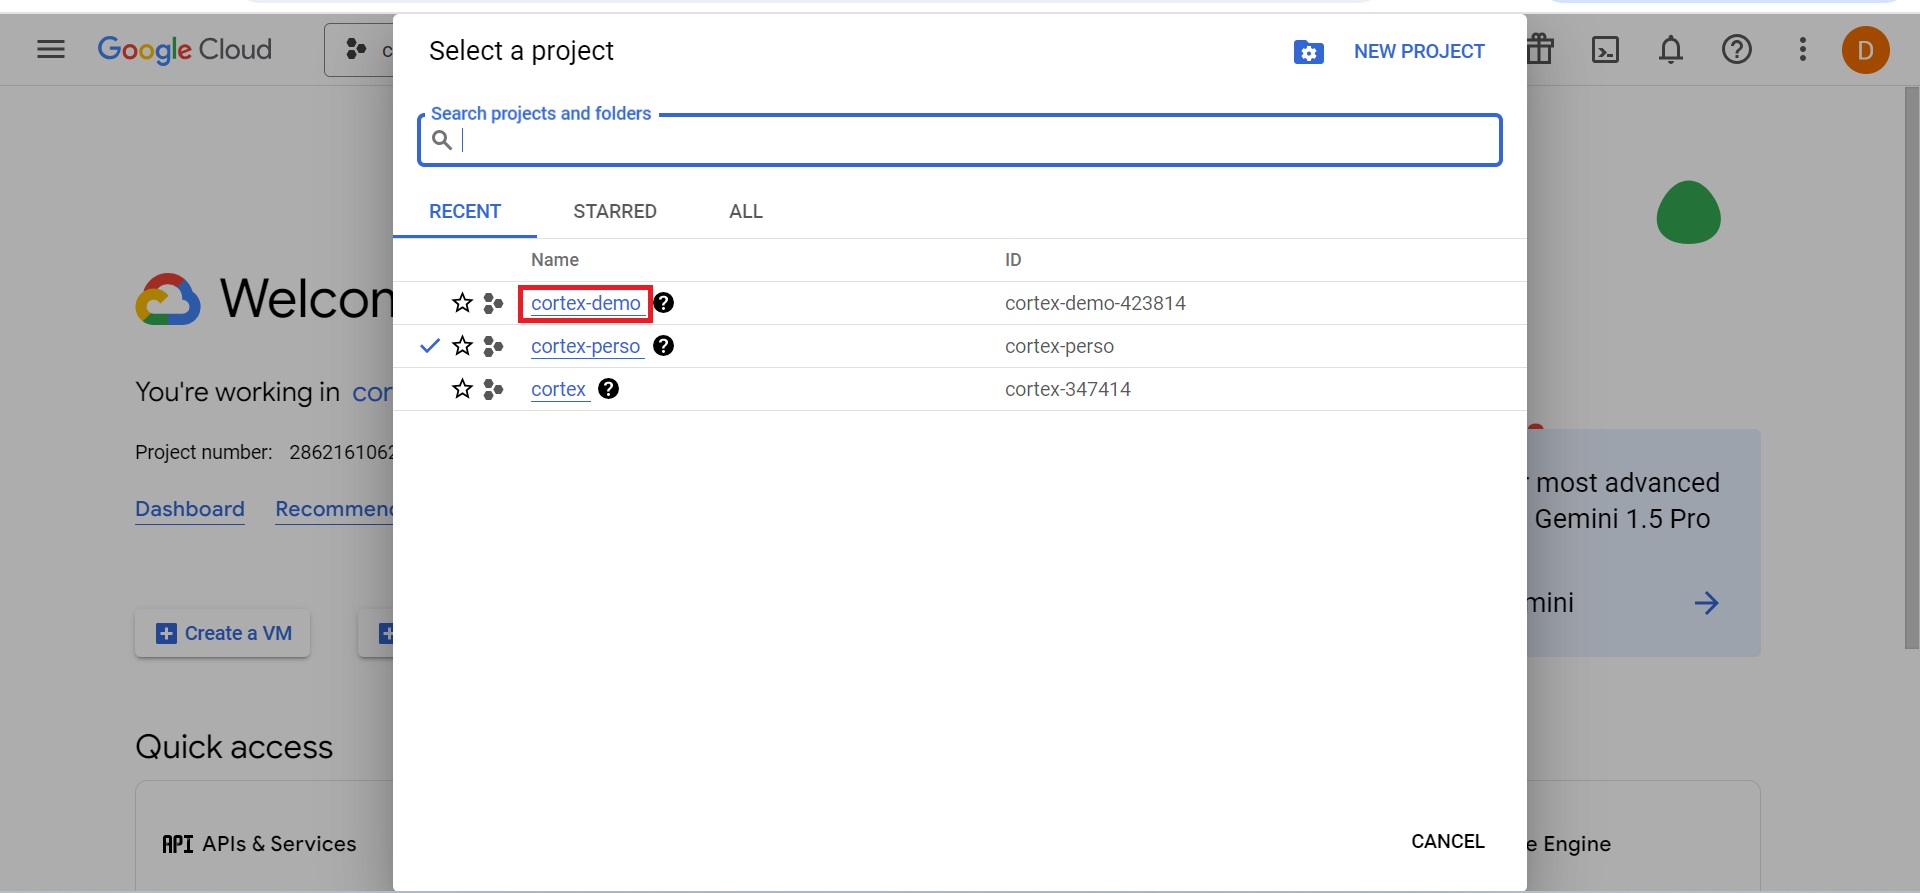 Google Cloud
c
Select a project
NEW PROJECT
D
Search projects and folders
RECENT
STARRED
ALL
Name
ID
cortex-demo
cortex-demo-423814
cortex-perso
cortex-perso
cortex
cortex-347414
Welcon
You're working in cor
Project number: 2862161062
Dashboard
Recommend
most advanced
Gemini 1.5 Pro
mini
Create a VM
Quick access
API APIs & Services
e Engine
CANCEL